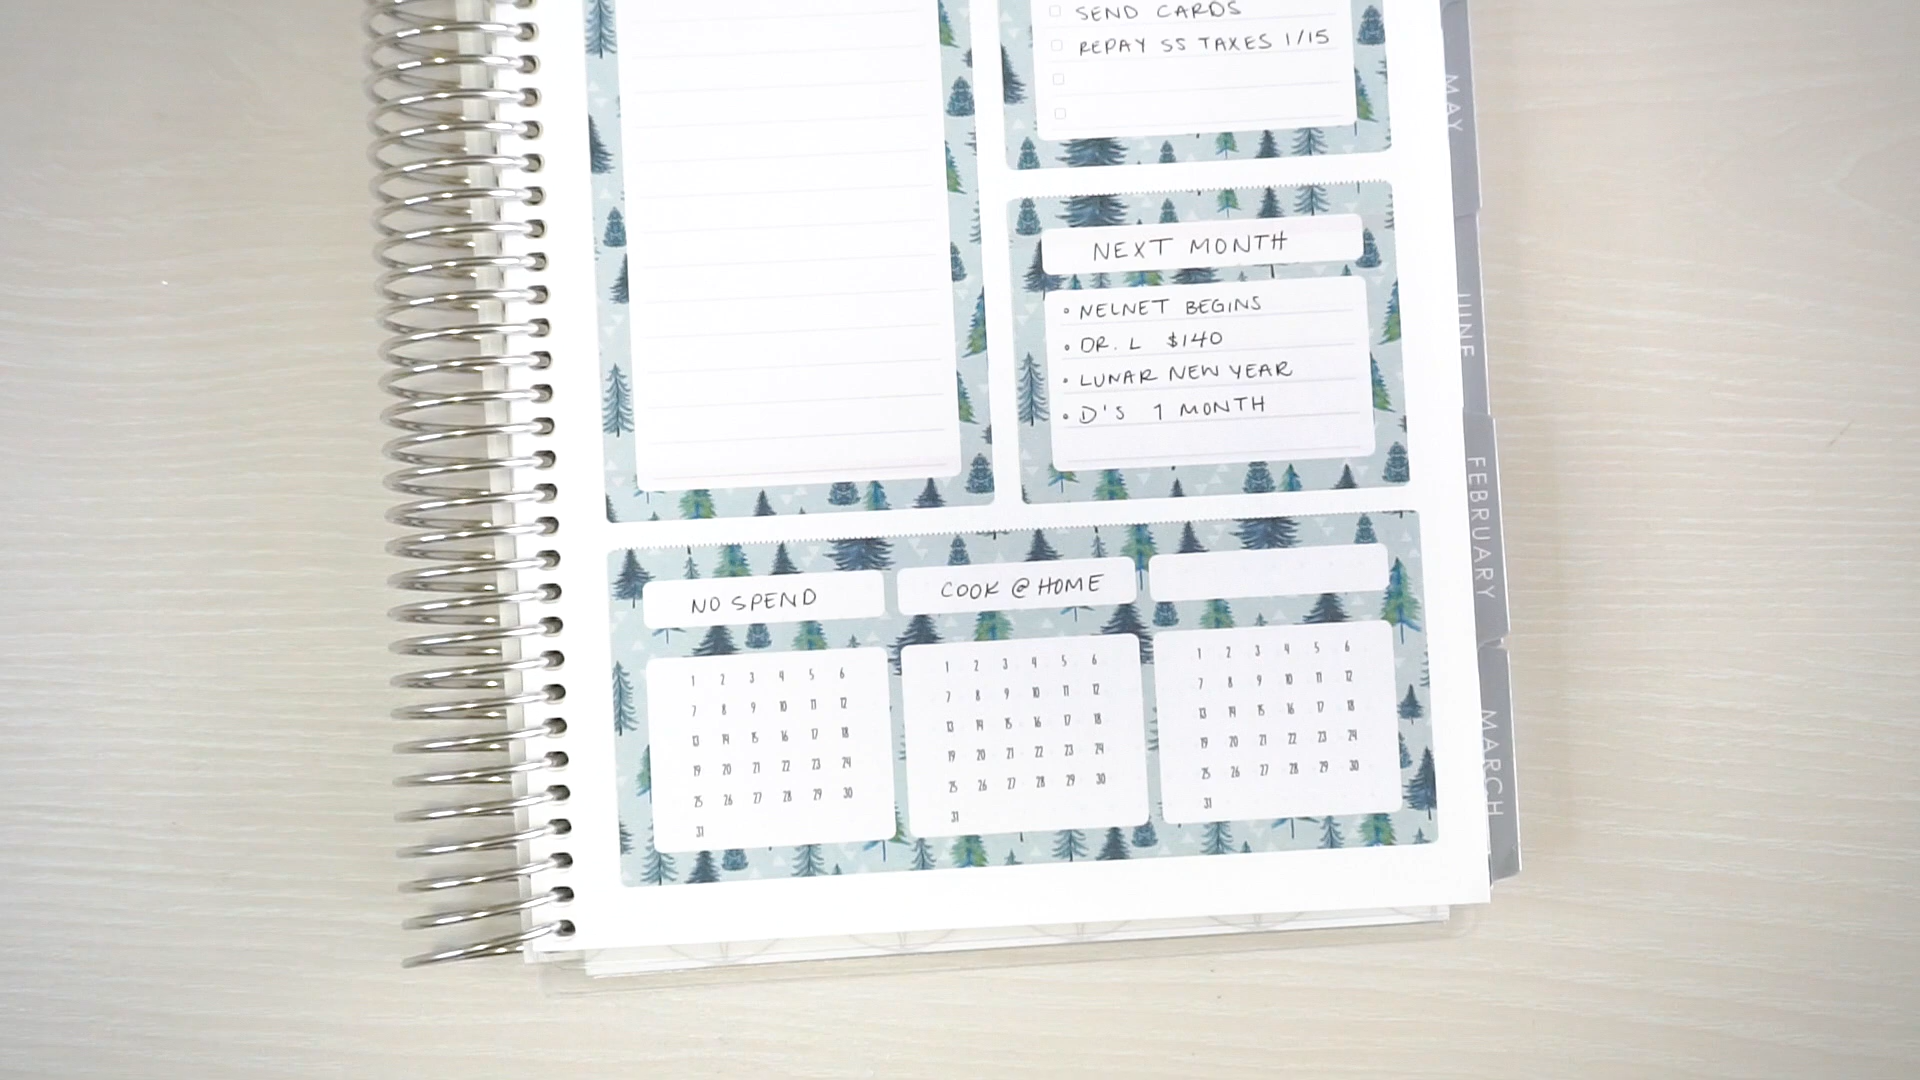 SEND CARDS
REPAY SS TAXES 1/15
NEXT MONTH
• NELNET BEGINS
• DR. L $140
• LUNAR NEW YEAR
• D'S 1 MONTH
NO SPEND
1 2 3 4 5 6
7 8 9 10 11 12
13 14 15 16 17 18
19 20 21 22 23 24
25 26 27 28 29 30
31
COOK @ HOME
1 2 3 4 5 6
7 8 9 10 11 12
13 14 15 16 17 18
19 20 21 22 23 24
25 26 27 28 29 30
31
1 2 3 4 5 6
7 8 9 10 11 12
13 14 15 16 17 18
19 20 21 22 23 24
25 26 27 28 29 30
31
MAY
JUNE
FEBRUARY
MARCH